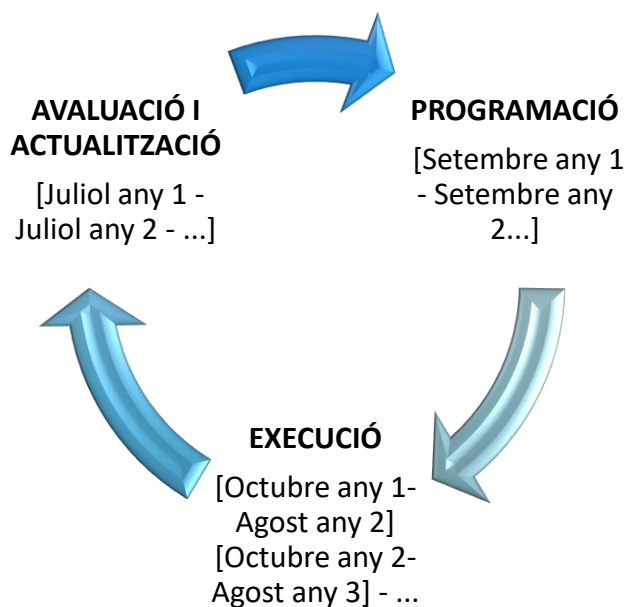 AVALUACIÓ I
ACTUALITZACIÓ
[Juliol any 1 -
Juliol any 2 - ...]
PROGRAMACIÓ
[Setembre any 1
- Setembre any
2...]
EXECUCIÓ
[Octubre any 1-
Agost any 2]
[Octubre any 2-
Agost any 3] - ...